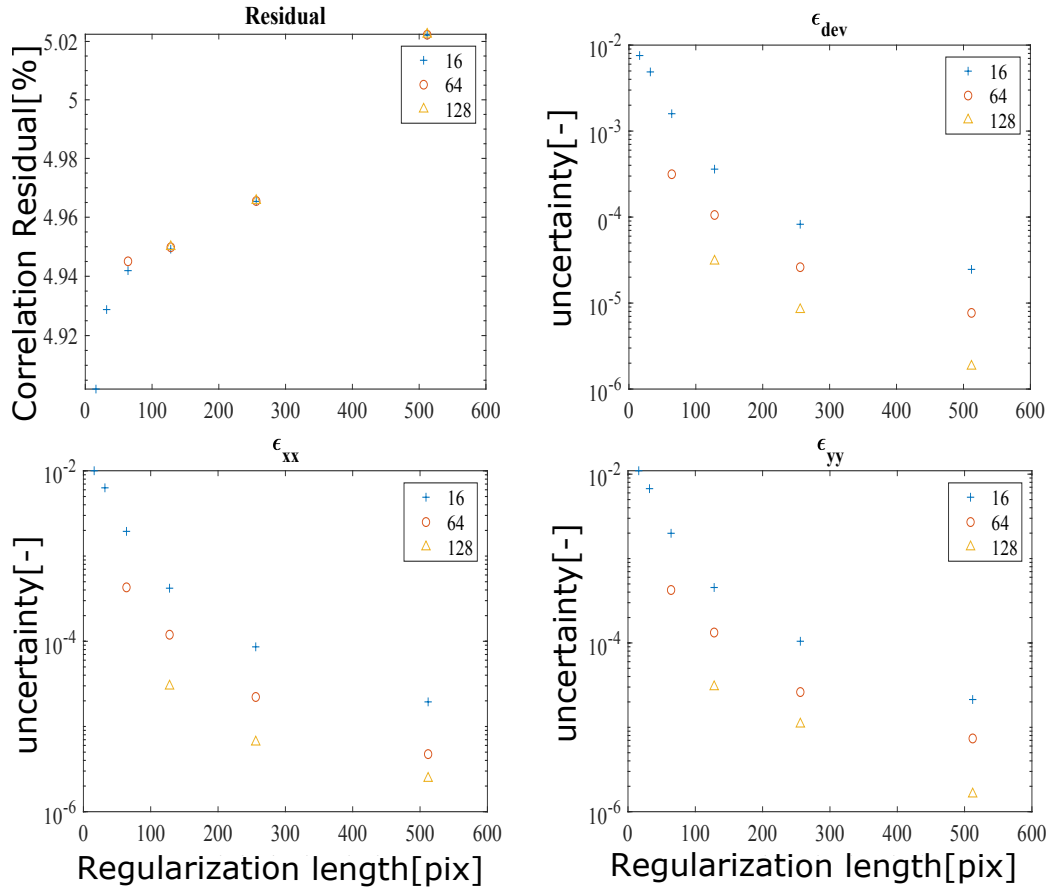 Residual
Correlation Residual[%]
5.02
5
4.98
4.96
4.94
4.92
0 100 200 300 400 500 600
16
64
128
ϵdev
uncertainty[-]
10-2
10-3
0-4
0-5
10-5
10-6
0 100 200 300 400 500 600
16
64
128
ϵxx
uncertainty[-]
10-2
10-4
10-6
0 100 200 300 400 500 600
Regularization length[pix]
16
64
128
ϵyy
uncertainty[-]
10-2
10-4
10-6
0 100 200 300 400 500 600
Regularization length[pix]
16
64
128